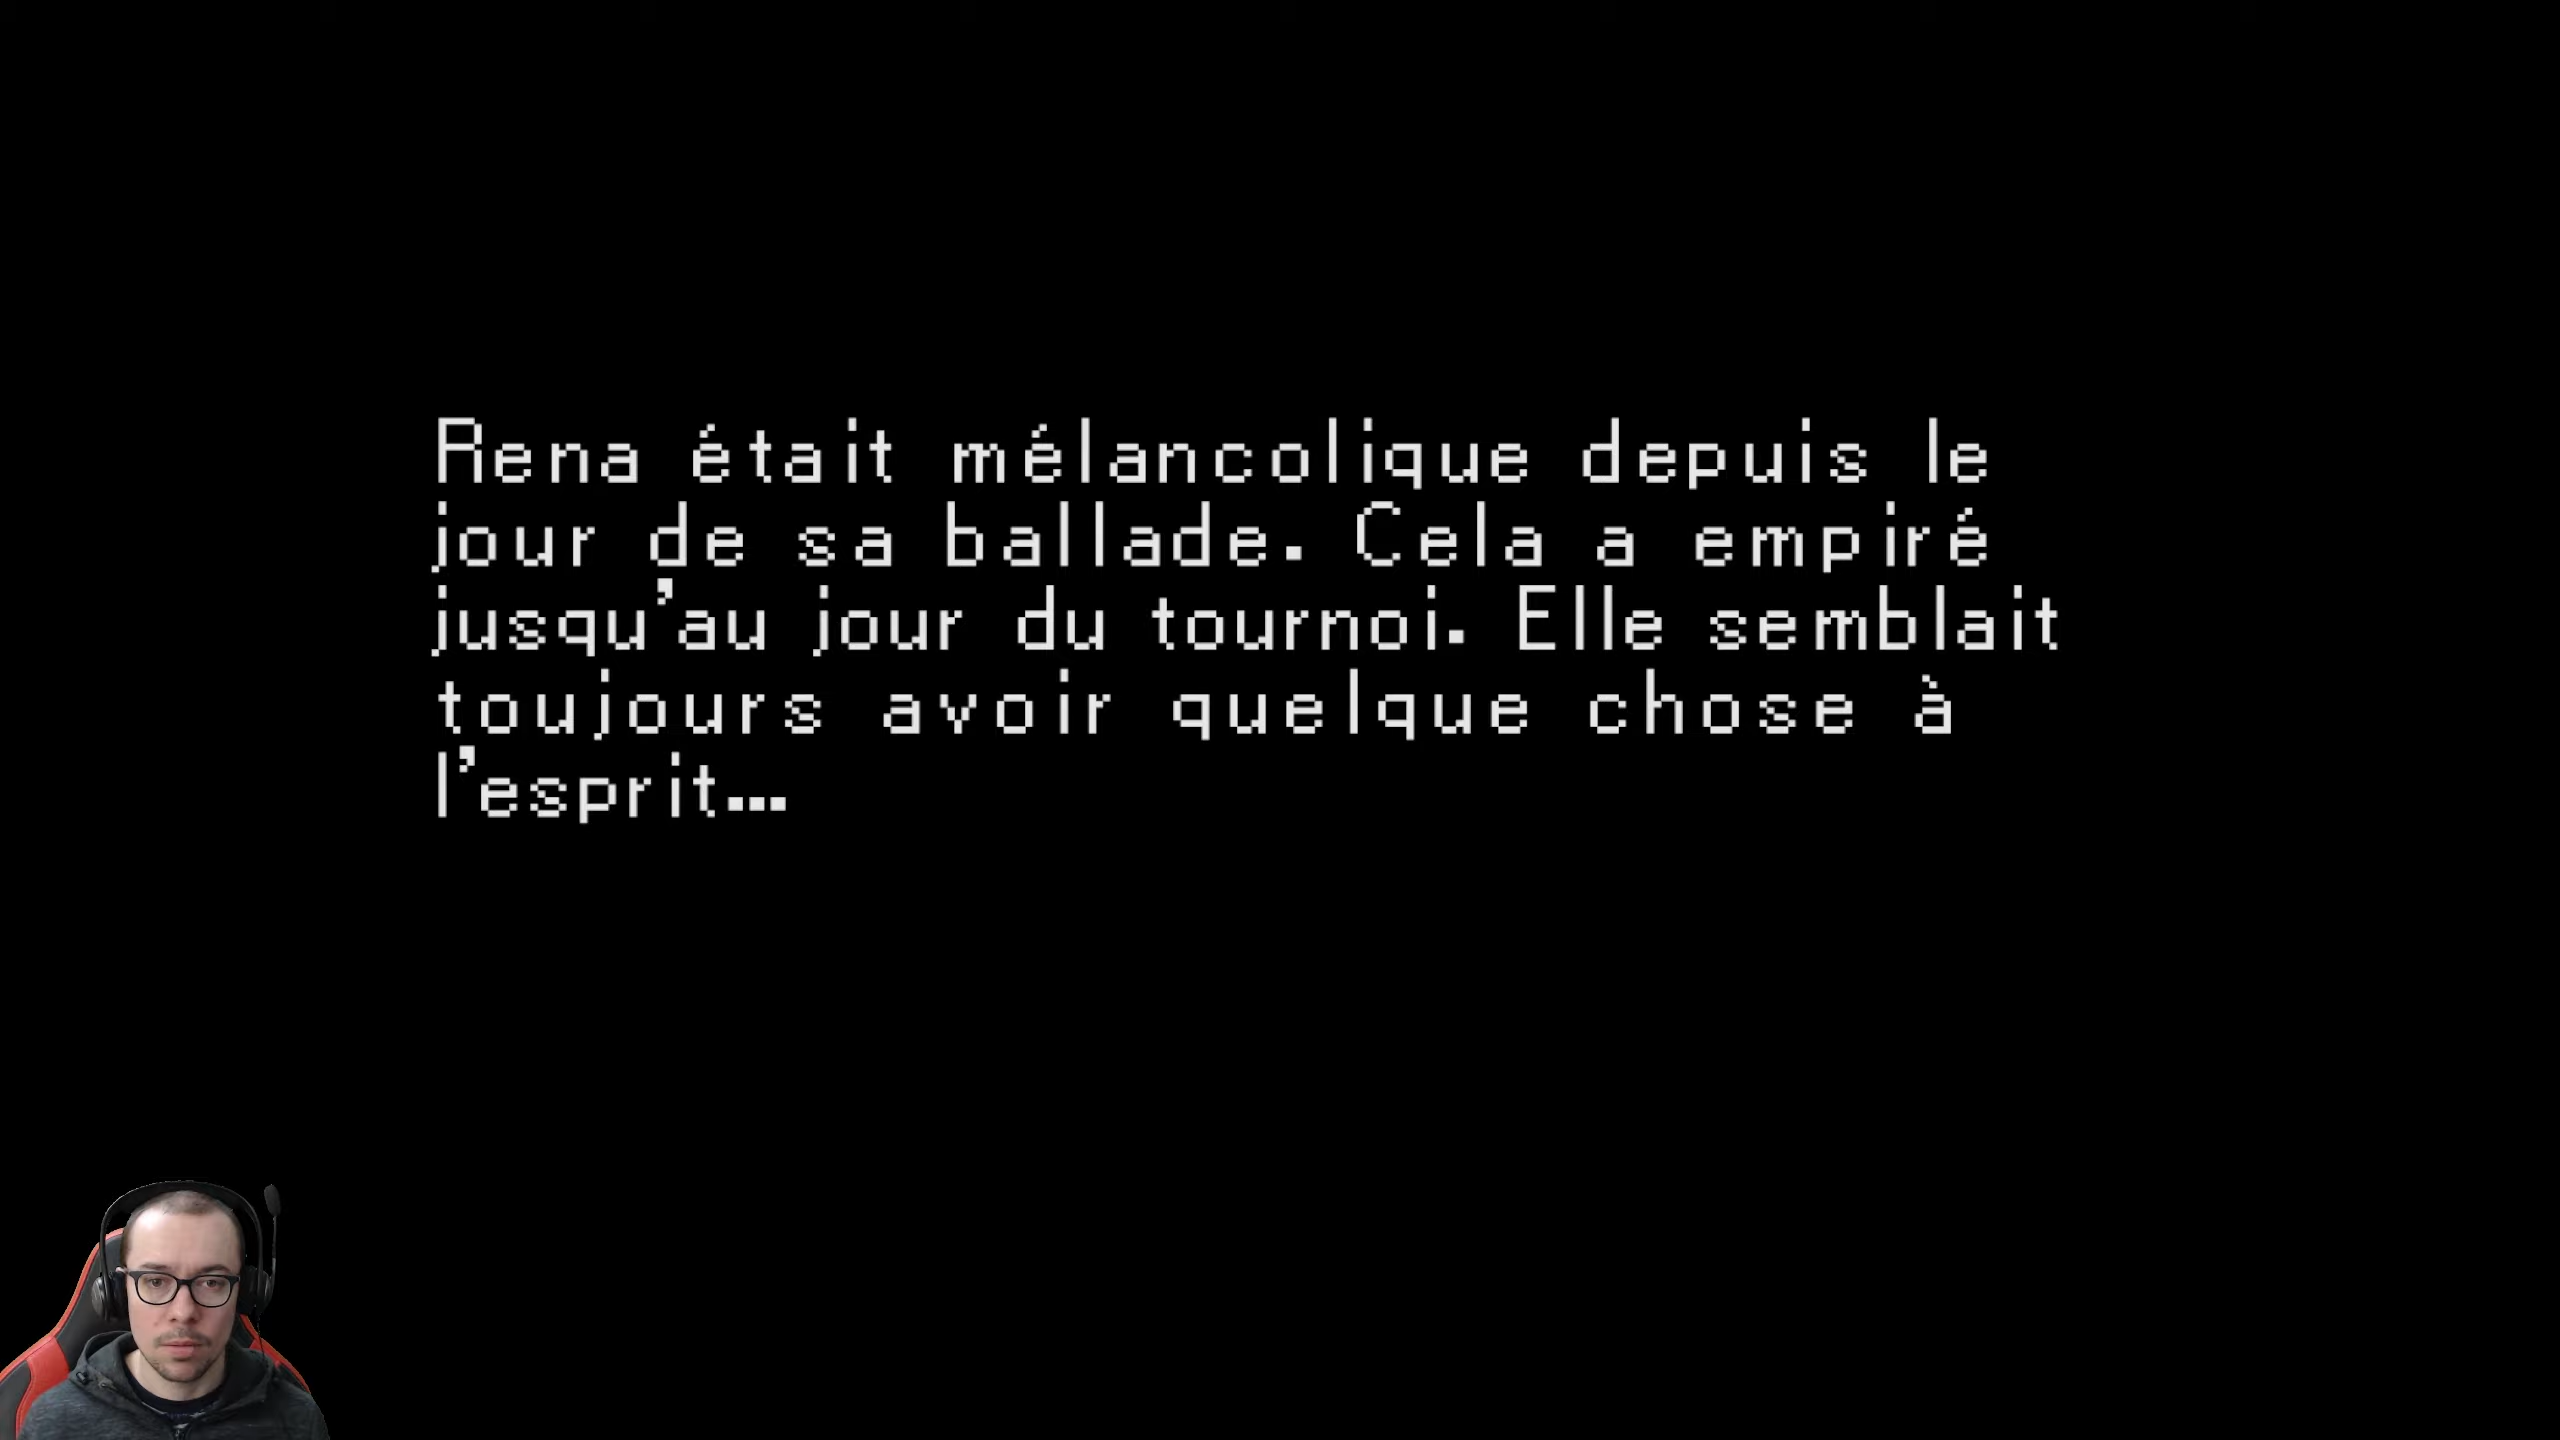 Rena était mélancolique depuis le
jour de sa ballade. Cela a empiré
jusqu'au jour du tournoi. Elle semblait
toujours avoir quelque chose à
l'esprit...